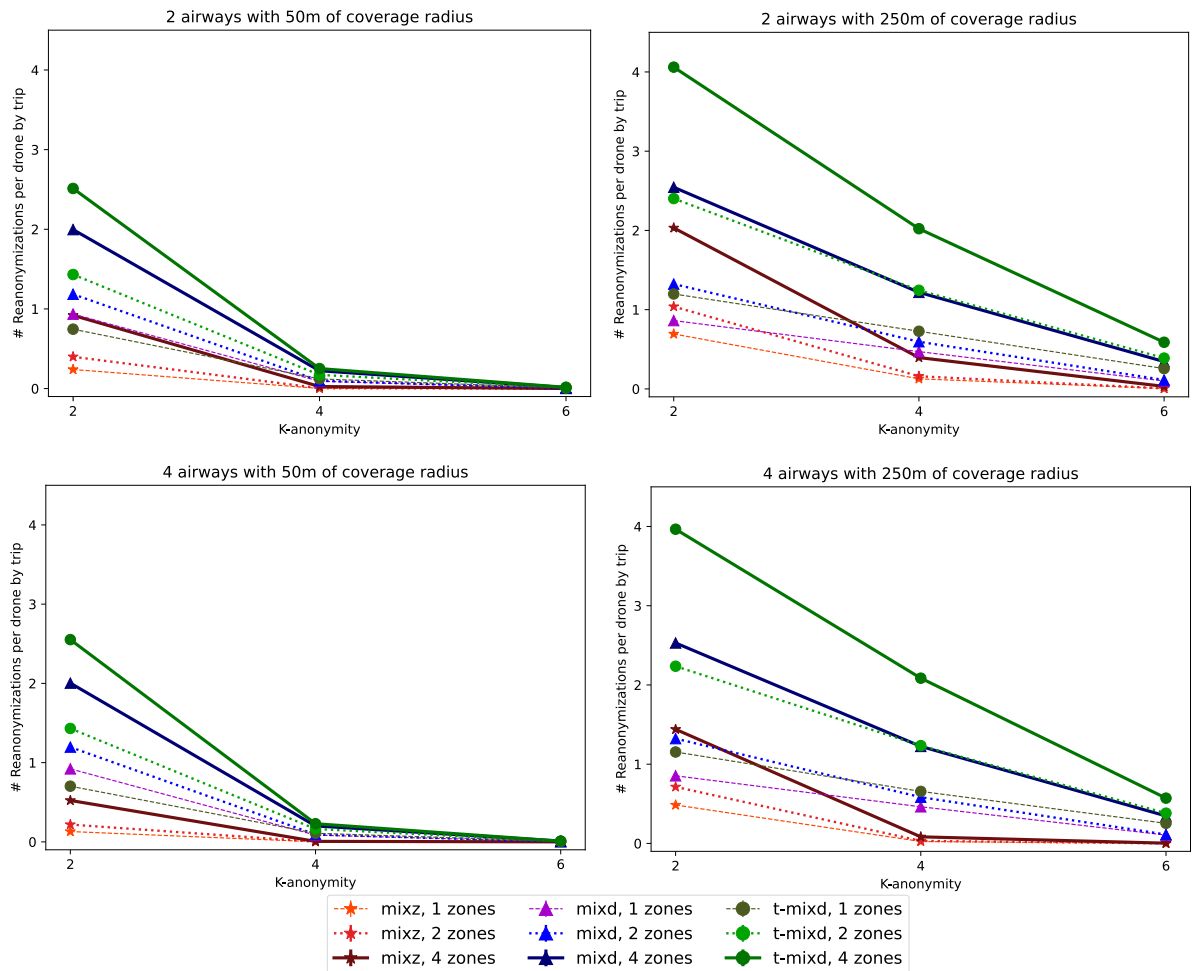 2 airways with 50m of coverage radius
# Reanonymizations per drone by trip
4
3
2
1
0
2
4
6
K-anonymity
2 airways with 250m of coverage radius
# Reanonymizations per drone by trip
4
3
2
1
0
2
4
6
K-anonymity
4 airways with 50m of coverage radius
# Reanonymizations per drone by trip
4
3
2
1
0
2
4
6
K-anonymity
4 airways with 250m of coverage radius
# Reanonymizations per drone by trip
4
3
2
1
0
2
4
6
K-anonymity
mixz, 1 zones
mixz, 2 zones
mixz, 4 zones
mixd, 1 zones
mixd, 2 zones
mixd, 4 zones
t-mixd, 1 zones
t-mixd, 2 zones
t-mixd, 4 zones